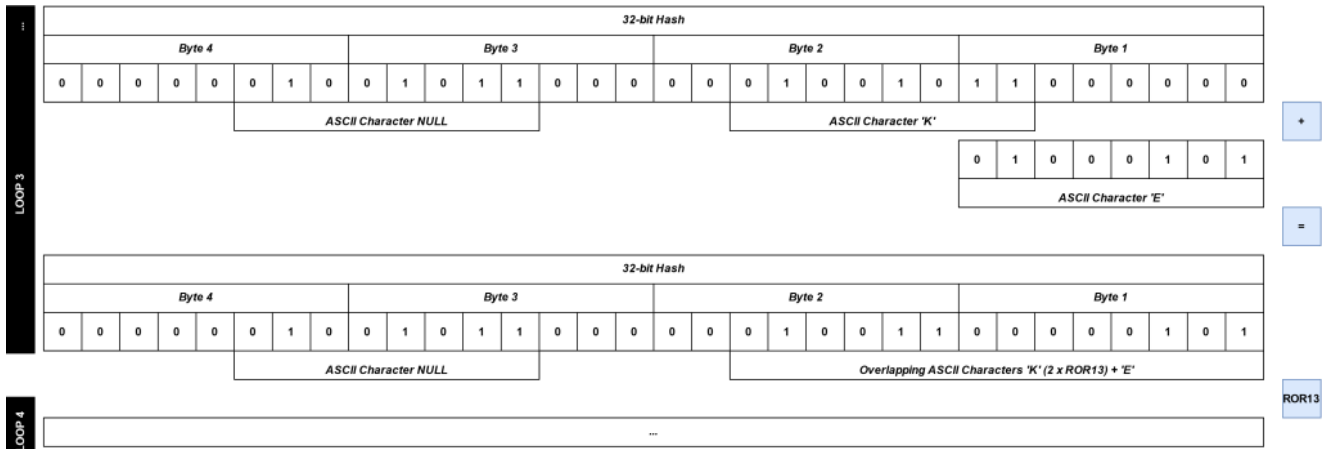 ...
32-bit Hash
Byte 4 Byte 3 Byte 2 Byte 1
0 0 0 0 0 0 1 0 0 1 0 1 1 0 0 0 0 0 0 1 0 0 1 0 1 1 0 0 0 0 0 0
ASCII Character NULL ASCII Character 'K'
+
0 1 0 0 0 1 0 1
ASCII Character 'E'
LOOP 3
=
32-bit Hash
Byte 4 Byte 3 Byte 2 Byte 1
0 0 0 0 0 0 1 0 0 1 0 1 1 0 0 0 0 0 0 1 0 0 1 1 0 0 0 0 0 1 0 1
ASCII Character NULL Overlapping ASCII Characters 'K' (2 x ROR13) + 'E'
ROR13
LOOP 4
...